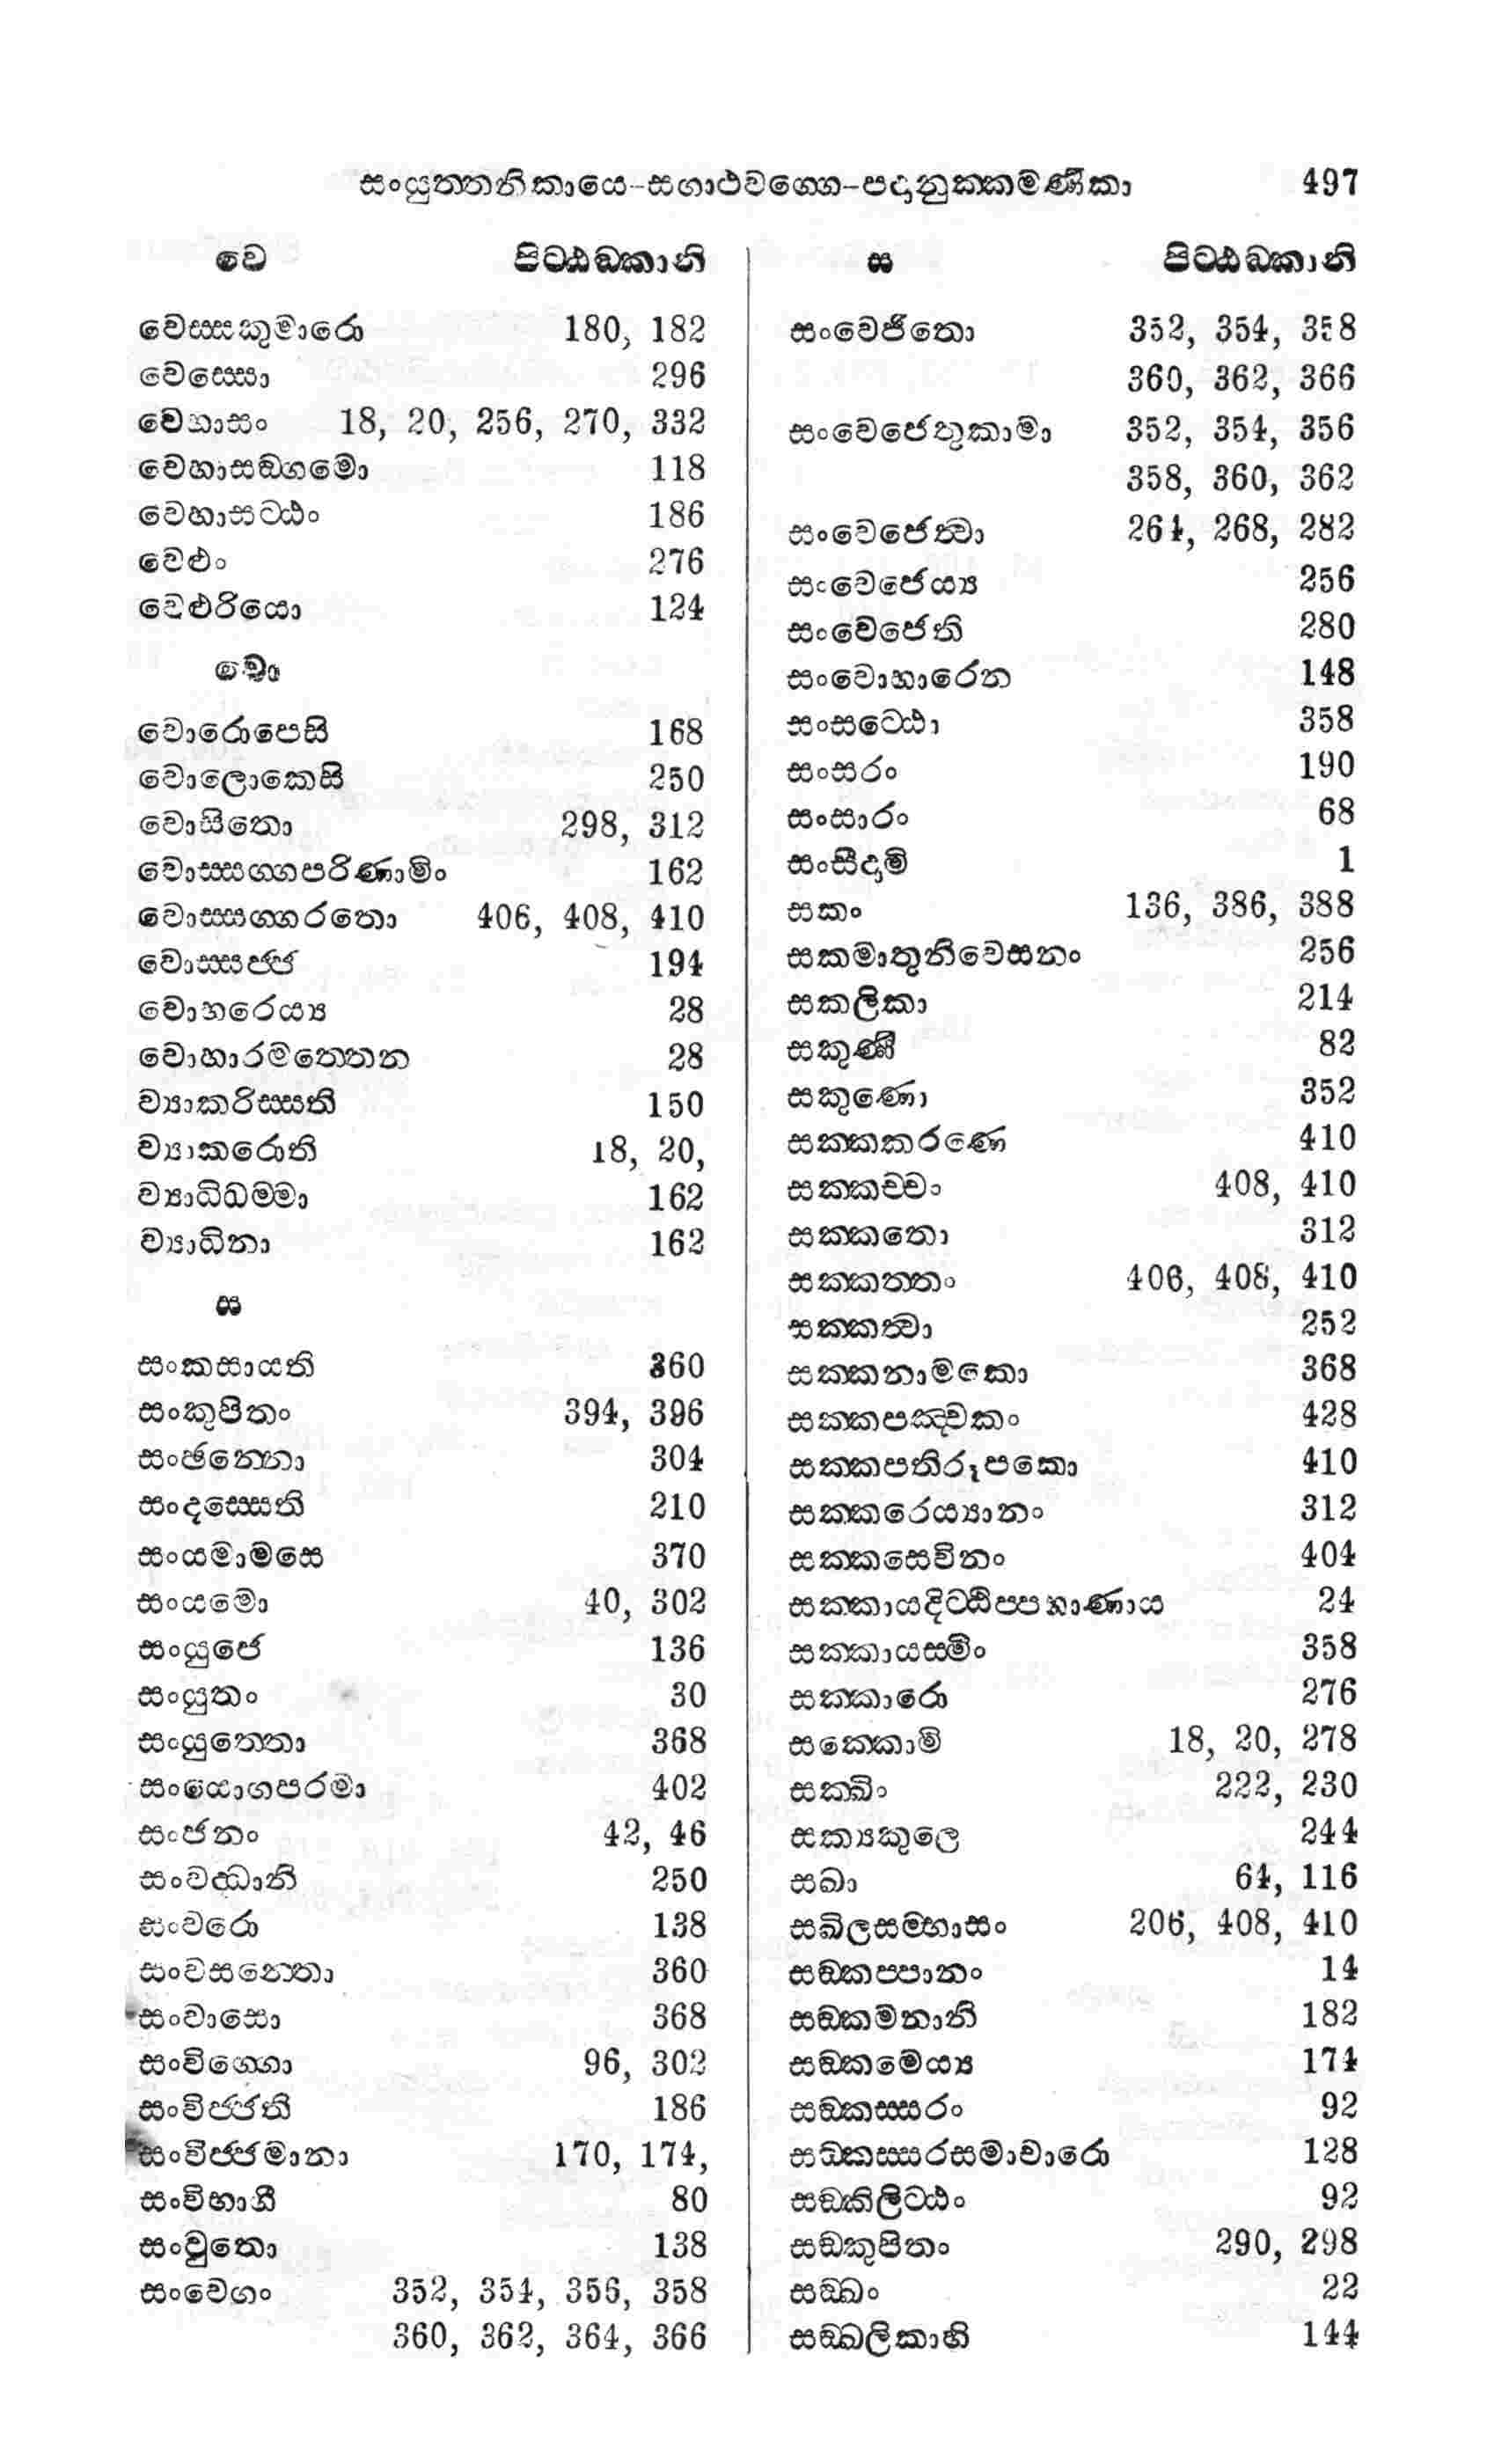 සංයුත්තනිකායෙ-සගාථවග්ගෙ-පදානුක්කමණිකා 497
වෙ පිට්ඨඞ්කානි
වෙස්සකුමාරො 180, 182
වෙස්සො 296
වෙහාසං 18, 20, 256, 270, 332
වෙහාසඞ්ගමො 118
වෙහාසට්ඨං 186
වෙළුං 276
වෙළුරියො 124
වො
වොරොපෙසි 168
වොලොකෙසි 250
වොසිතො 298, 312
වොස්සග්ගපරිණාමිං 162
වොස්සග්ගරතො 406, 408, 410
වොස්සජ්ජ 194
වොහරෙය්‍ය 28
වොහාරමත්තෙන 28
ව්‍යාකරිස්සති 150
ව්‍යාකරොති 18, 20,
ව්‍යාධිධම්මා 162
ව්‍යාධිනා 162
ස
සංකසායති 360
සංකුපිතං 394, 396
සංඡන්නො 304
සංදස්සෙති 210
සංයමාමසෙ 370
සංයමො 40, 302
සංයුජෙ 136
සංයුතං 30
සංයුත්තො 368
සංයොගපරමා 402
සංජනං 42, 46
සංවද්ධානි 250
සංවරො 138
සංවසන්තො 360
සංවාසො 368
සංවිග්ගො 96, 302
සංවිජ්ජති 186
සංවිජ්ජමානා 170, 174,
සංවිභාගී 80
සංවුතො 138
සංවෙගං 352, 354, 356, 358
360, 362, 364, 366
ස පිට්ඨඞ්කානි
සංවෙජිතො 352, 354, 358
360, 362, 366
සංවෙජෙතුකාමා 352, 354, 356
358, 360, 362
සංවෙජෙත්‍වා 264, 268, 282
සංවෙජෙය්‍ය 256
සංවෙජෙති 280
සංවොහාරෙන 148
සංසට්ඨො 358
සංසරං 190
සංසාරං 68
සංසීදාමි 1
සකං 136, 386, 388
සකමාතුනිවෙසනං 256
සකලිකා 214
සකුණී 82
සකුණො 352
සක්කකරණෙ 410
සක්කච්චං 408, 410
සක්කතො 312
සක්කත්තං 406, 408, 410
සක්කත්‍වා 252
සක්කනාමකො 368
සක්කපඤ්චකං 428
සක්කපතිරූපකො 410
සක්කරෙය්‍යානං 312
සක්කසෙවිනං 404
සක්කායදිට්ඨිප්පහාණාය 24
සක්කායස්මිං 358
සක්කාරො 276
සක්කොමි 18, 20, 278
සක්ඛිං 222, 230
සක්‍යකුලෙ 244
සඛා 64, 116
සඛිලසම්භාසං 206, 408, 410
සඞ්කප්පානං 14
සඞ්කමනානි 182
සඞ්කමෙය්‍ය 174
සඞ්කස්සරං 92
සඞ්කස්සරසමාචාරො 128
සඞ්කිලිට්ඨං 92
සඞ්කුපිතං 290, 298
සඞ්ඛං 22
සඞ්ඛලිකාහි 144